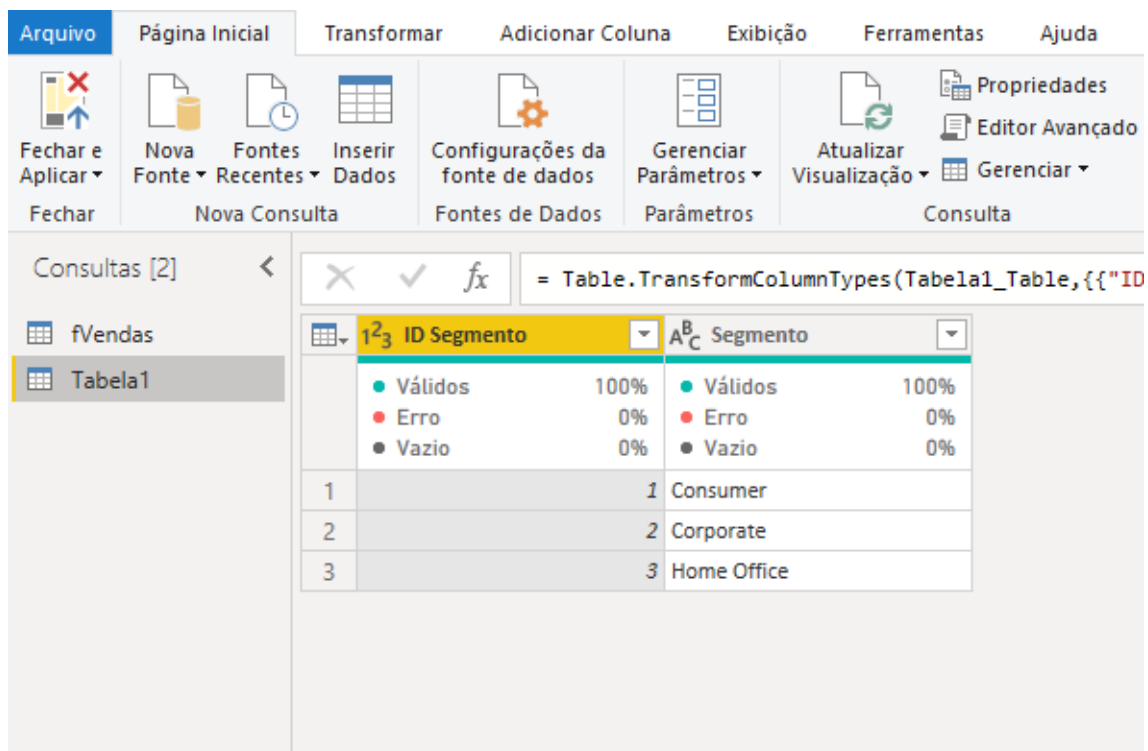 Arquivo Página Inicial Transformar Adicionar Coluna Exibição Ferramentas Ajuda
Fechar e Aplicar
Nova Fonte
Fontes Recentes
Inserir Dados
Configurações da fonte de dados
Gerenciar Parâmetros
Atualizar Visualização
Propriedades
Editor Avançado
Gerenciar
Fechar Nova Consulta Fontes de Dados Parâmetros Consulta
Consultas [2]
fVendas
Tabela1
fx = Table.TransformColumnTypes(Tabela1_Table,{{"ID
123 ID Segmento ABC Segmento
Válidos 100% Válidos 100%
Erro 0% Erro 0%
Vazio 0% Vazio 0%
1 1 Consumer
2 2 Corporate
3 3 Home Office